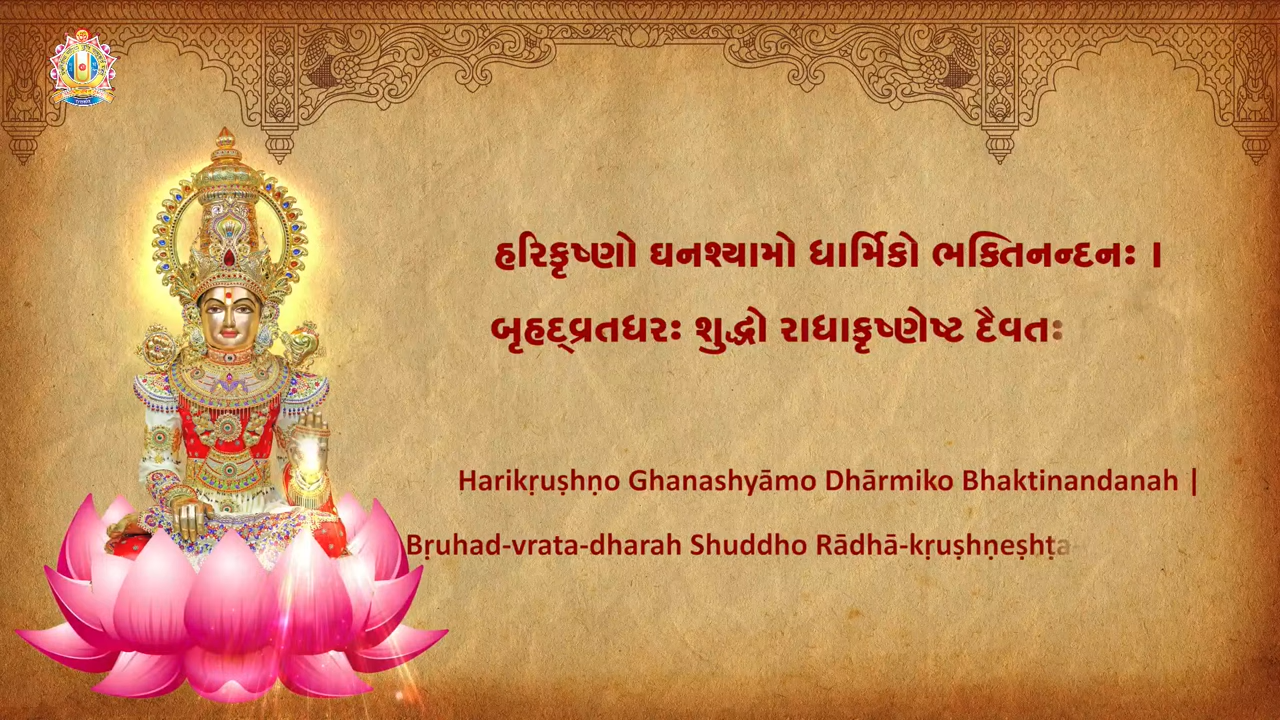 હરિકૃષ્ણો ઘનશ્યામો ધાર્મિકો ભક્તિનન્દનઃ ।
બૃહદ્‌વ્રતધરઃ શુદ્ધો રાધાકૃષ્ણેષ્ટ દૈવતઃ
Harikṛuṣhṇo Ghanashyāmo Dhārmiko Bhaktinandanah |
Bṛuhad-vrata-dharah Shuddho Rādhā-kṛuṣhṇeṣhṭa-